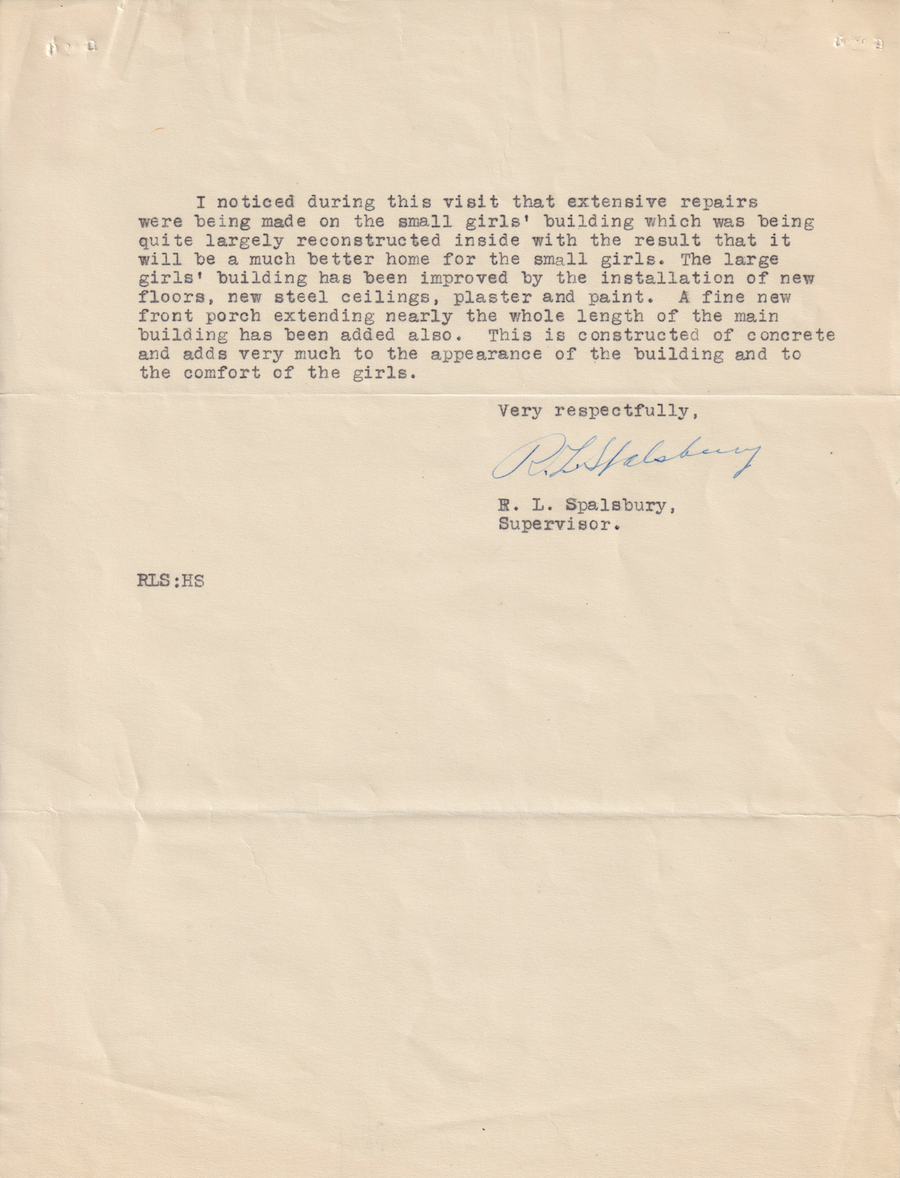 I noticed during this visit that extensive repairs
were being made on the small girls' building which was being
quite largely reconstructed inside with the result that it
will be a much better home for the small girls. The large
girls' building has been improved by the installation of new
floors, new steel ceilings, plaster and paint. A fine new
front porch extending nearly the whole length of the main
building has been added also. This is constructed of concrete
and adds very much to the appearance of the building and to
the comfort of the girls.
Very respectfully,
R. L. Spalsbury
R. L. Spalsbury,
Supervisor.
RLS:HS